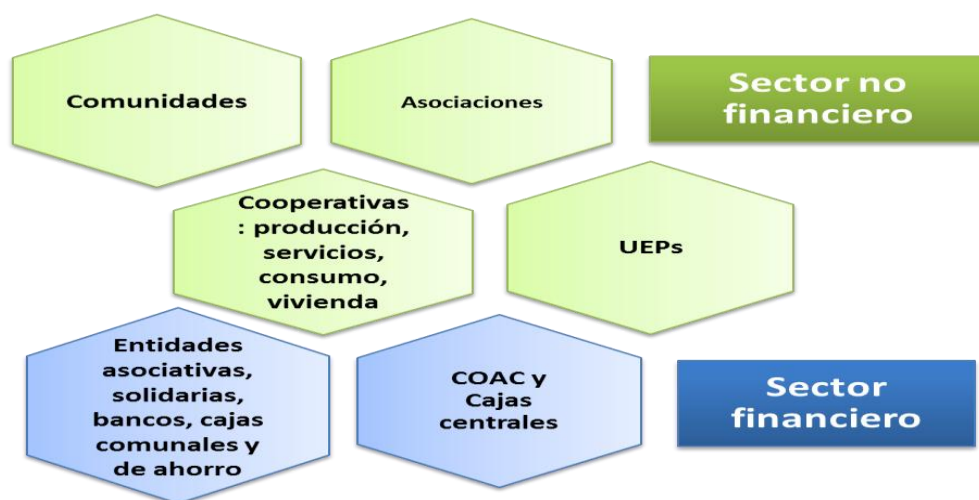 Comunidades
Asociaciones
Sector no
financiero
Cooperativas
: producción,
servicios,
consumo,
vivienda
UEPs
Entidades
asociativas,
solidarias,
bancos, cajas
comunales y
de ahorro
COAC y
Cajas
centrales
Sector
financiero